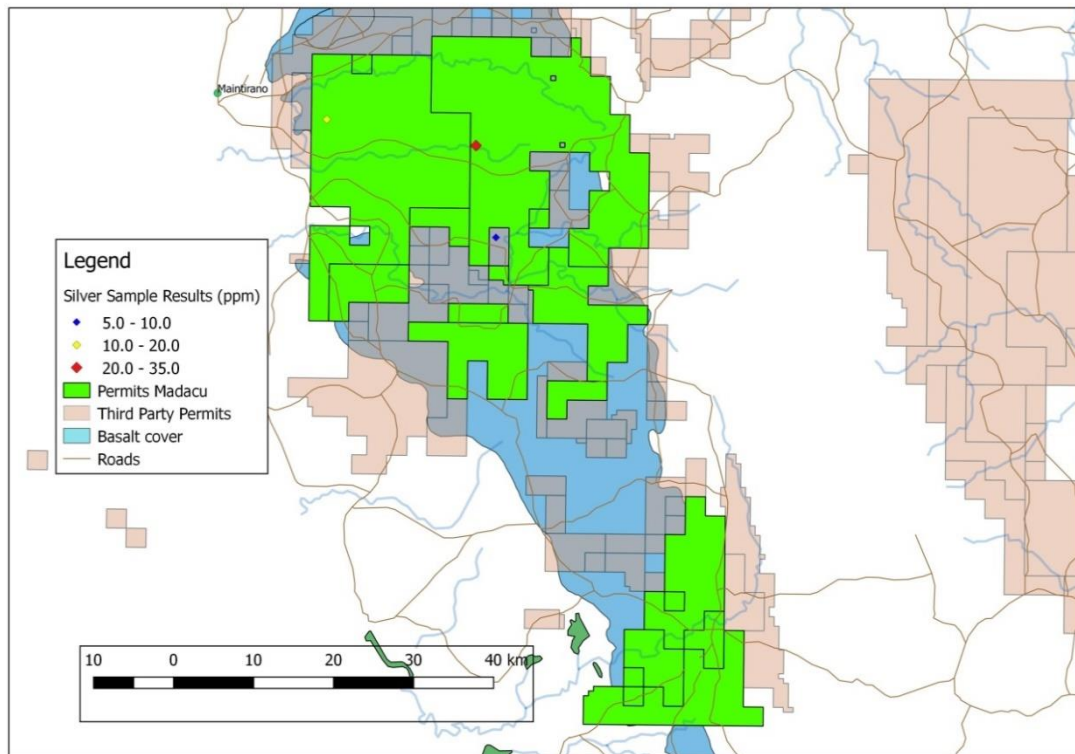 Maintirano
Legend
Silver Sample Results (ppm)
5.0 - 10.0
10.0 - 20.0
20.0 - 35.0
Permits Madacu
Third Party Permits
Basalt cover
Roads
10 0 10 20 30 40 km